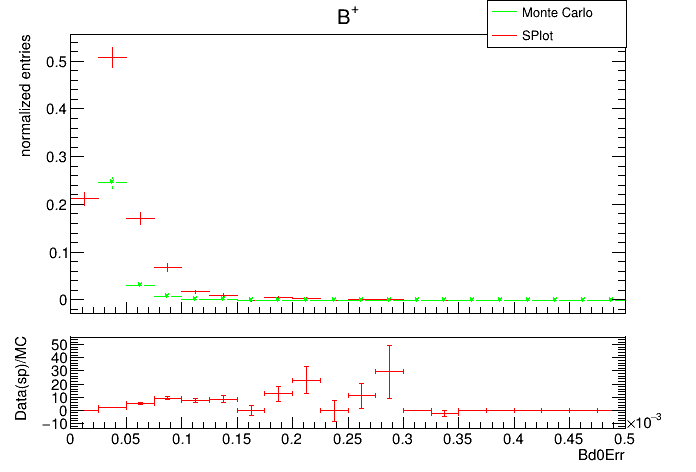 B+
Monte Carlo
SPlot
normalized entries
0.5
0.4
0.3
0.2
0.1
0
Data(sp)/MC
50
40
30
20
10
0
−10
0 0.05 0.1 0.15 0.2 0.25 0.3 0.35 0.4 0.45 0.5
×10−3
Bd0Err